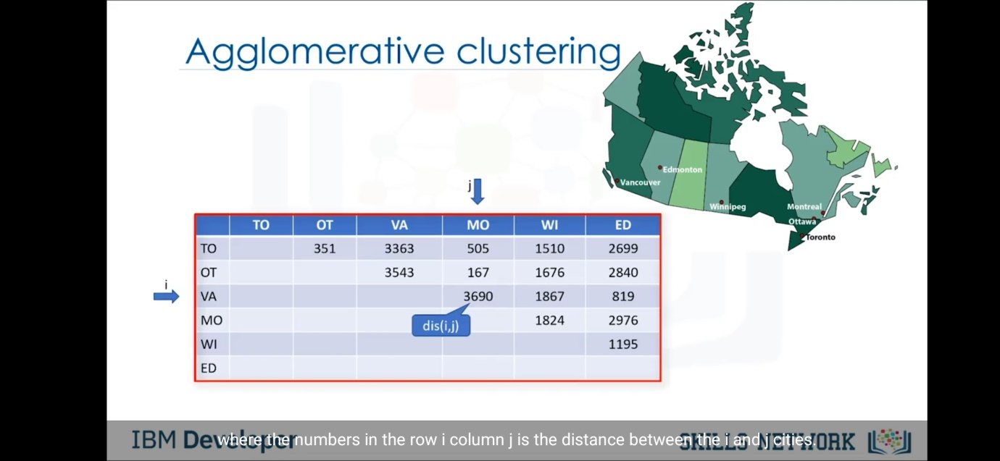 Agglomerative clustering
Edmonton
Vancouver
Winnipeg
Montreal
Ottawa
Toronto
j
TO OT VA MO WI ED
TO 351 3363 505 1510 2699
OT 3543 167 1676 2840
i
VA 3690 1867 819
MO 1824 2976
dis(i,j)
WI 1195
ED
IBM Developer
SKILLS NETWORK
where the numbers in the row i column j is the distance between the i and j cities.